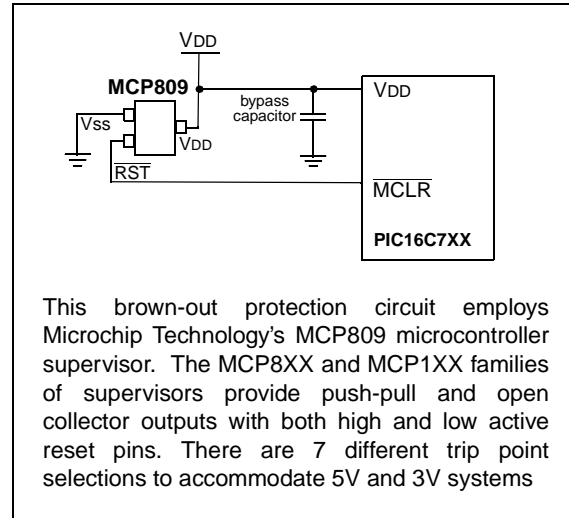 VDD
MCP809
bypass
capacitor
VDD
Vss
VDD
RST
MCLR
PIC16C7XX
This brown-out protection circuit employs
Microchip Technology's MCP809 microcontroller
supervisor. The MCP8XX and MCP1XX families
of supervisors provide push-pull and open
collector outputs with both high and low active
reset pins. There are 7 different trip point
selections to accommodate 5V and 3V systems